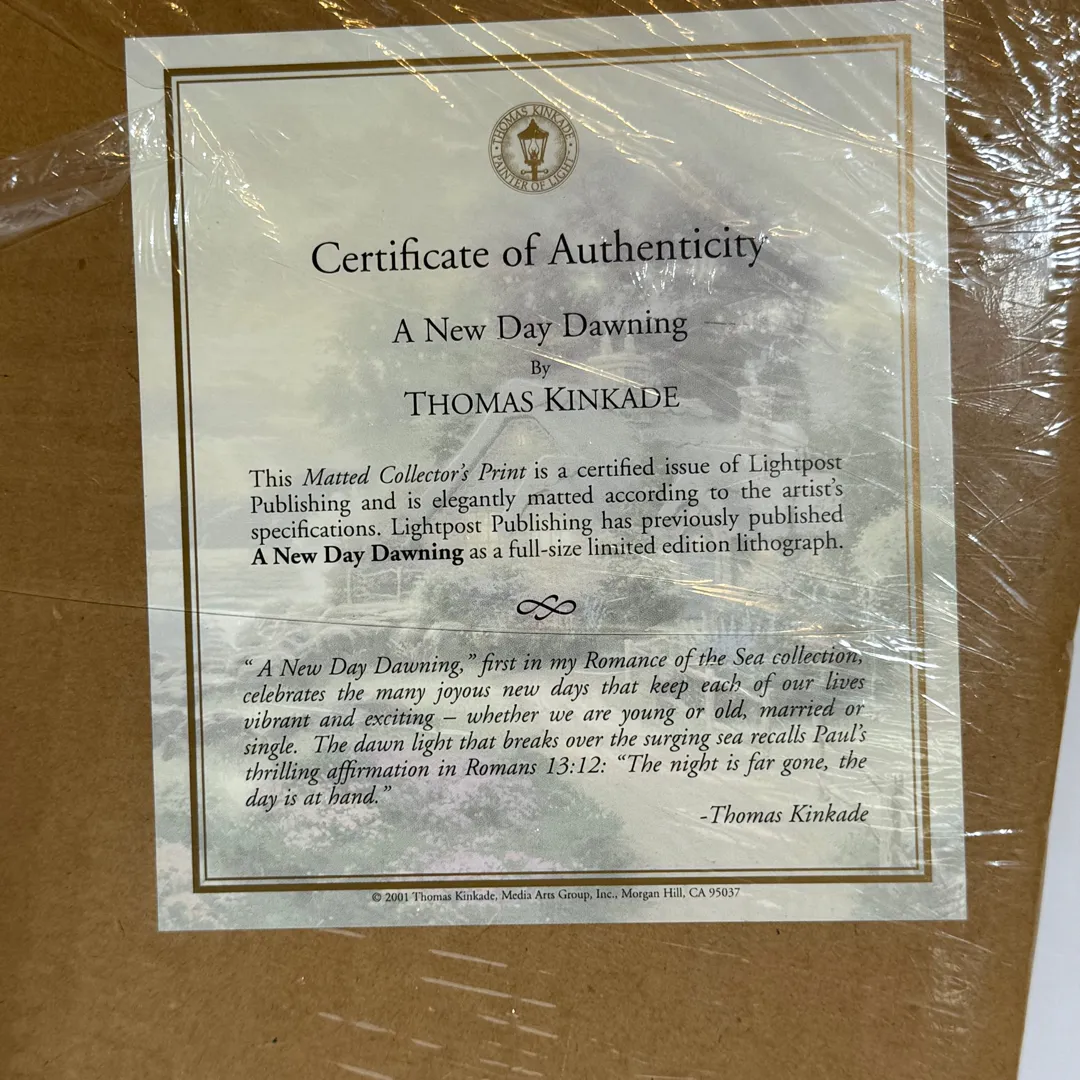 THOMAS KINKADE
PAINTER OF LIGHT
Certificate of Authenticity
A New Day Dawning
By
THOMAS KINKADE
This Matted Collector's Print is a certified issue of Lightpost
Publishing and is elegantly matted according to the artist's
specifications. Lightpost Publishing has previously published
A New Day Dawning as a full-size limited edition lithograph.
“ A New Day Dawning,” first in my Romance of the Sea collection,
celebrates the many joyous new days that keep each of our lives
vibrant and exciting – whether we are young or old, married or
single. The dawn light that breaks over the surging sea recalls Paul's
thrilling affirmation in Romans 13:12: “The night is far gone, the
day is at hand.”
-Thomas Kinkade
© 2001 Thomas Kinkade, Media Arts Group, Inc., Morgan Hill, CA 95037